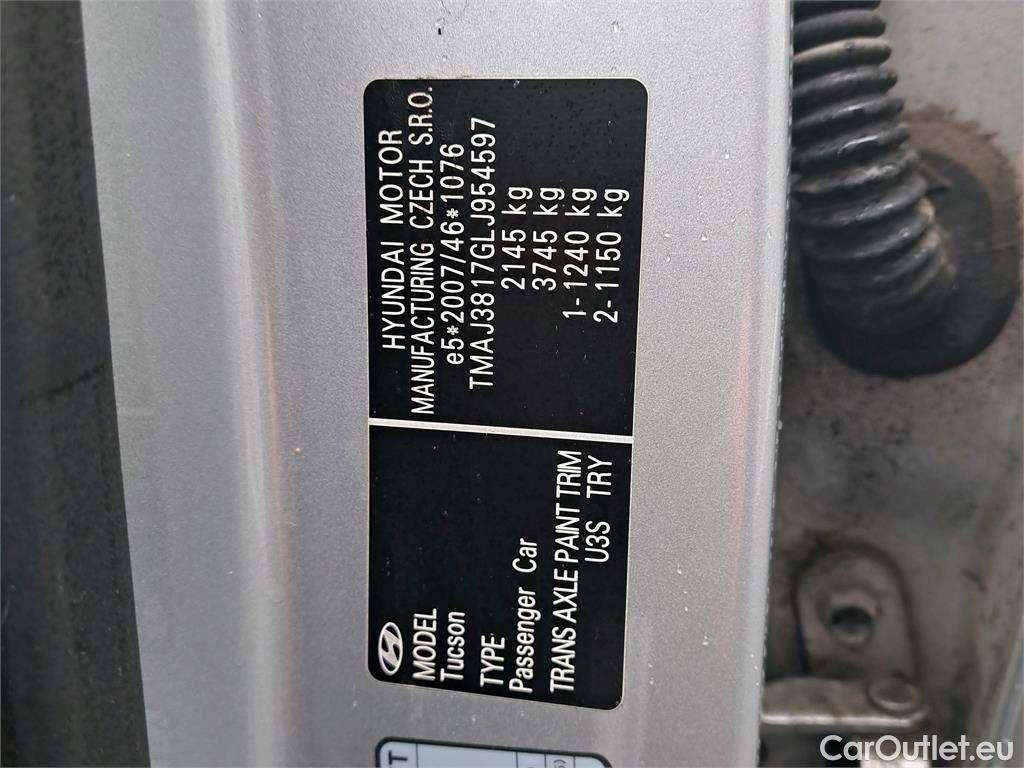 HYUNDAI MOTOR
MANUFACTURING CZECH S.R.O.
e5*2007/46*1076
TMAJ3817GLJ954597
2145 kg
3745 kg
1-1240 kg
2-1150 kg
MODEL
Tucson
TYPE
Passenger Car
TRANS AXLE PAINT TRIM
U3S TRY
T
CarOutlet.eu